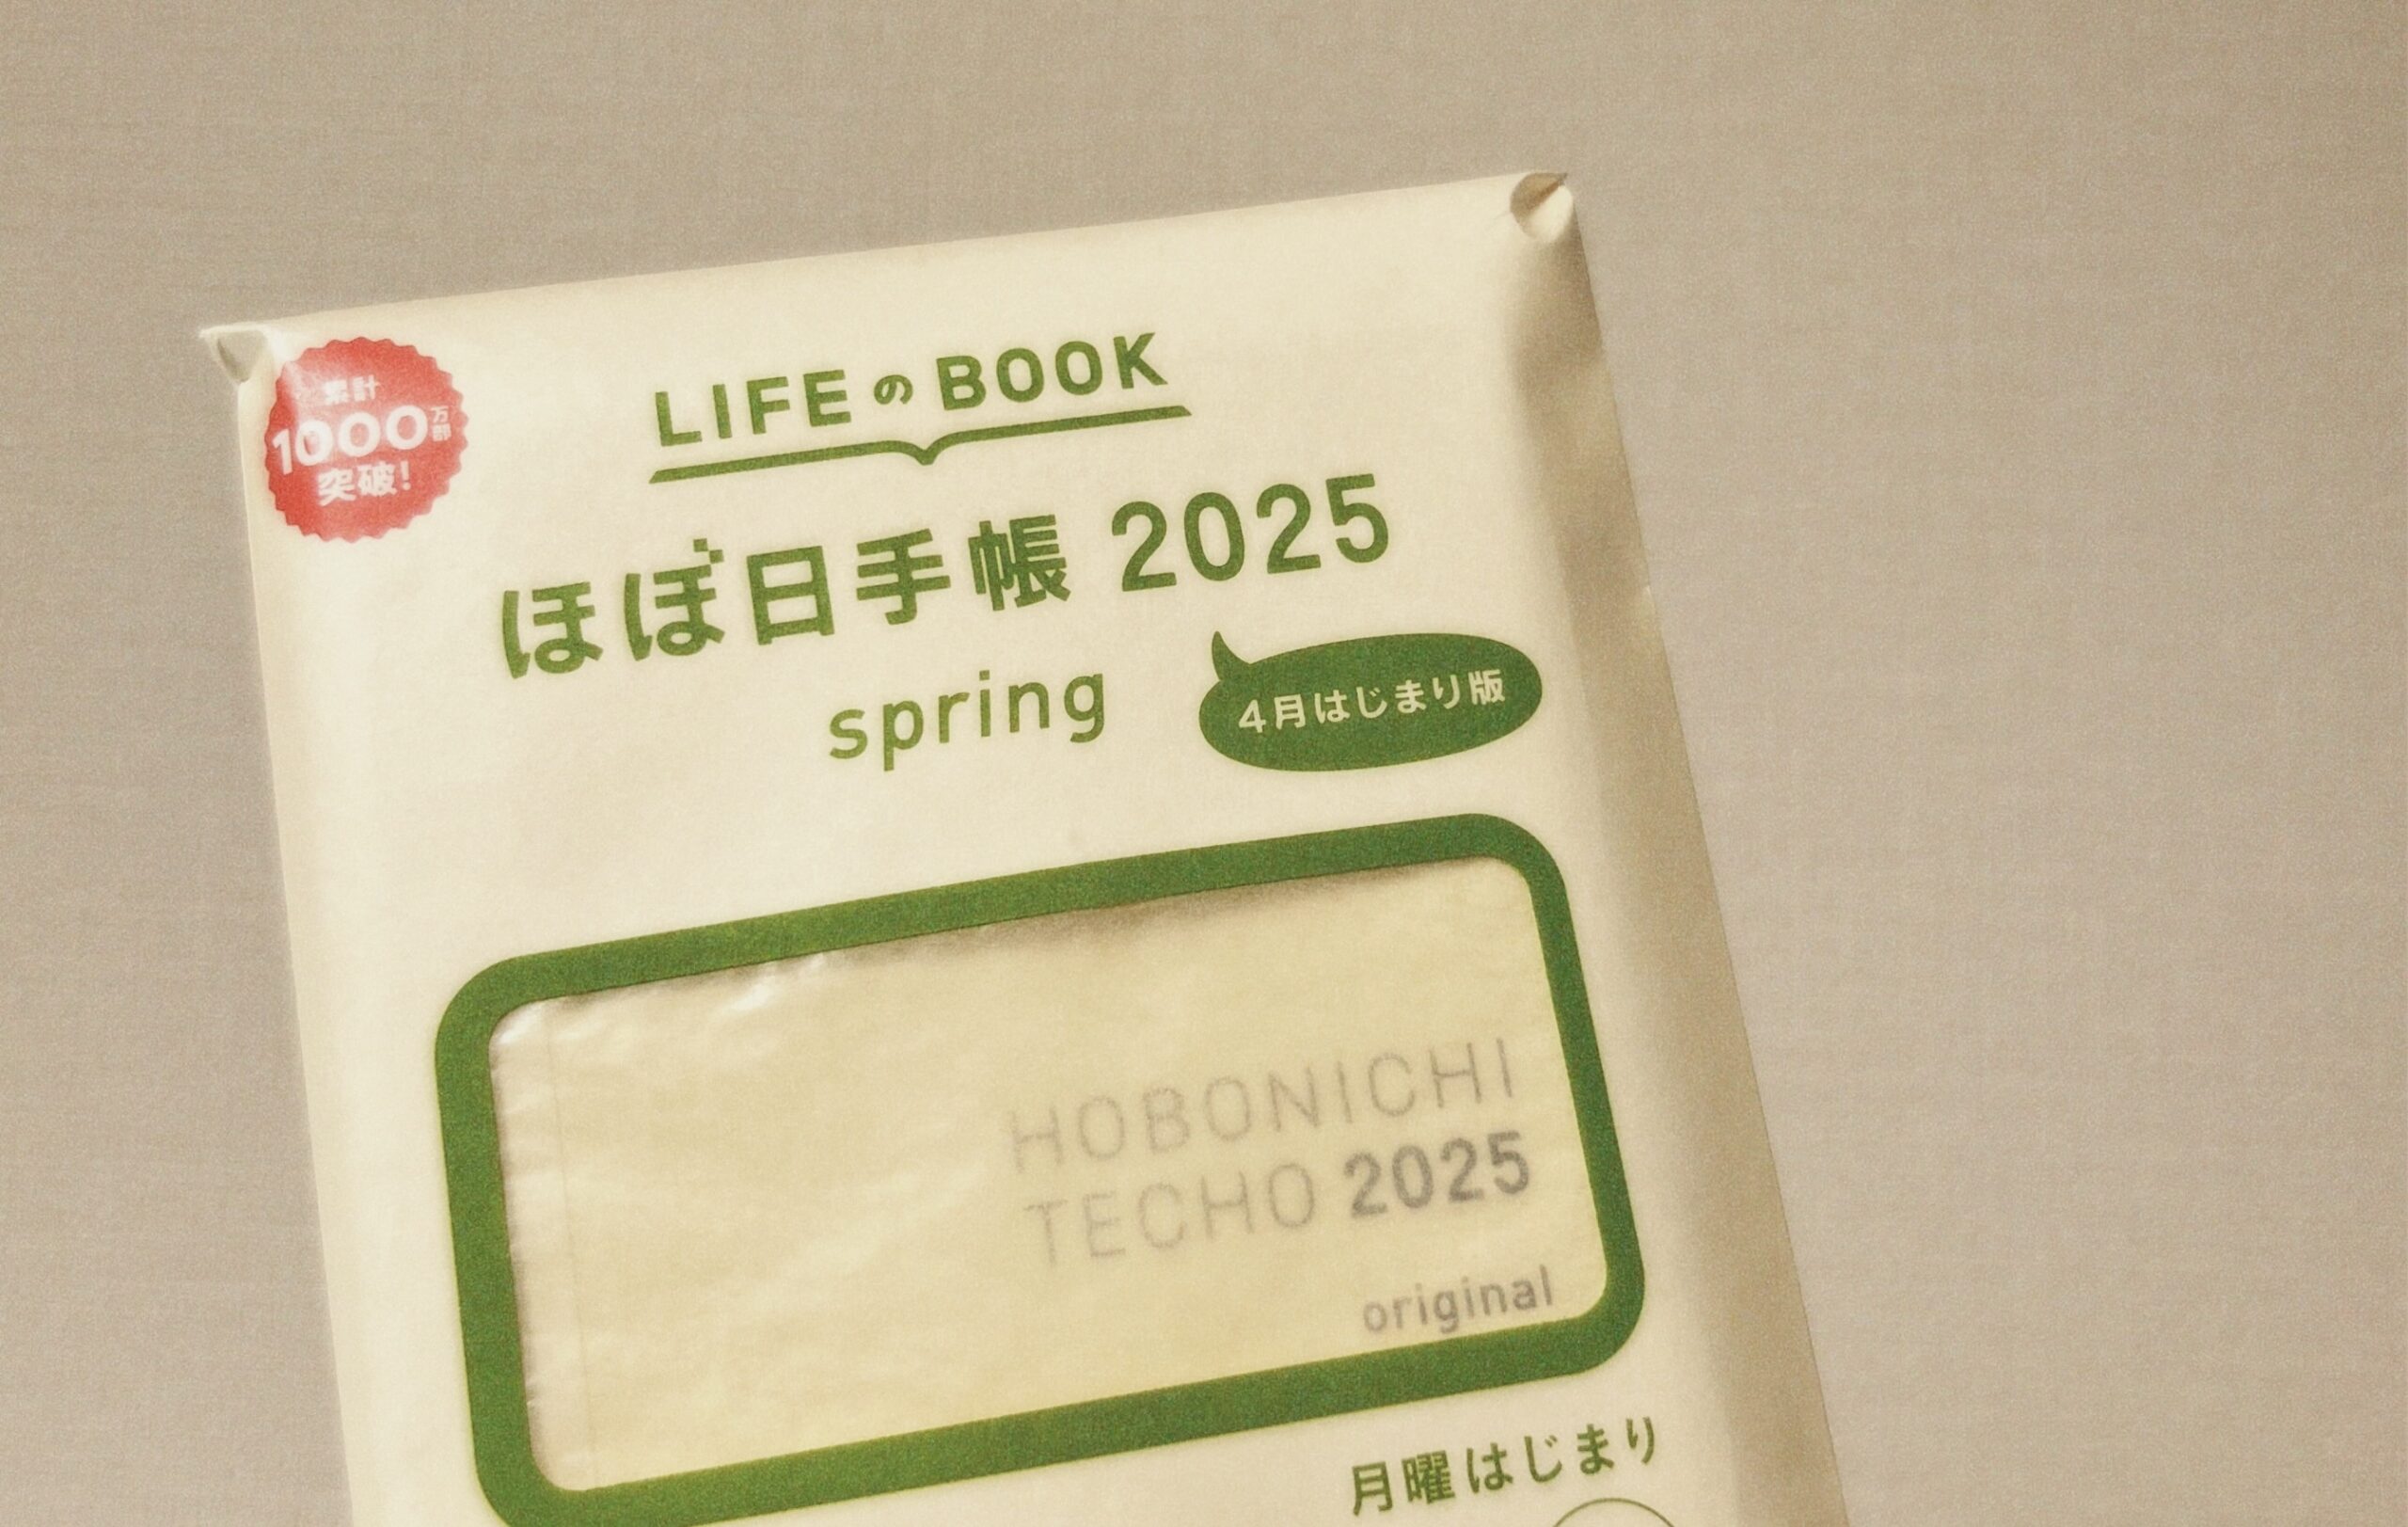 累計
1000万部
突破!
LIFEのBOOK
ほぼ日手帳 2025
spring
4月はじまり版
HOBONICHI
TECHO 2025
original
月曜はじまり